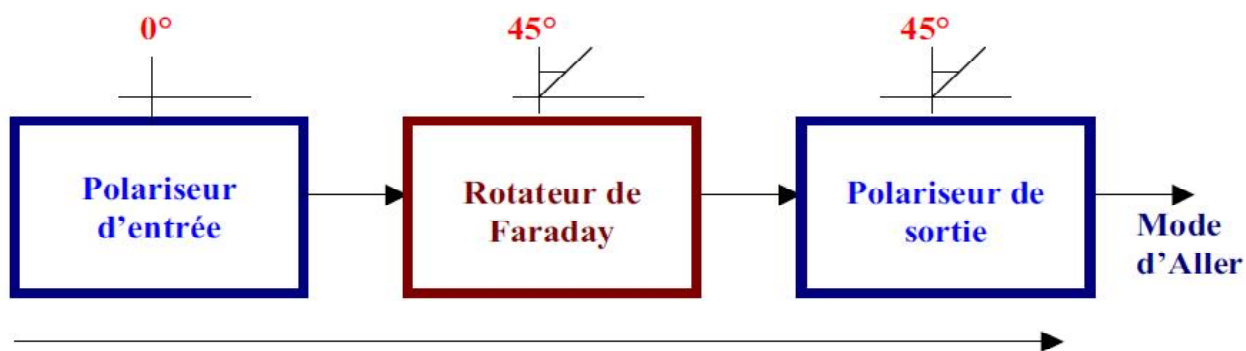 0°
45°
45°
Polariseur
d'entrée
Rotateur de
Faraday
Polariseur de
sortie
Mode
d'Aller